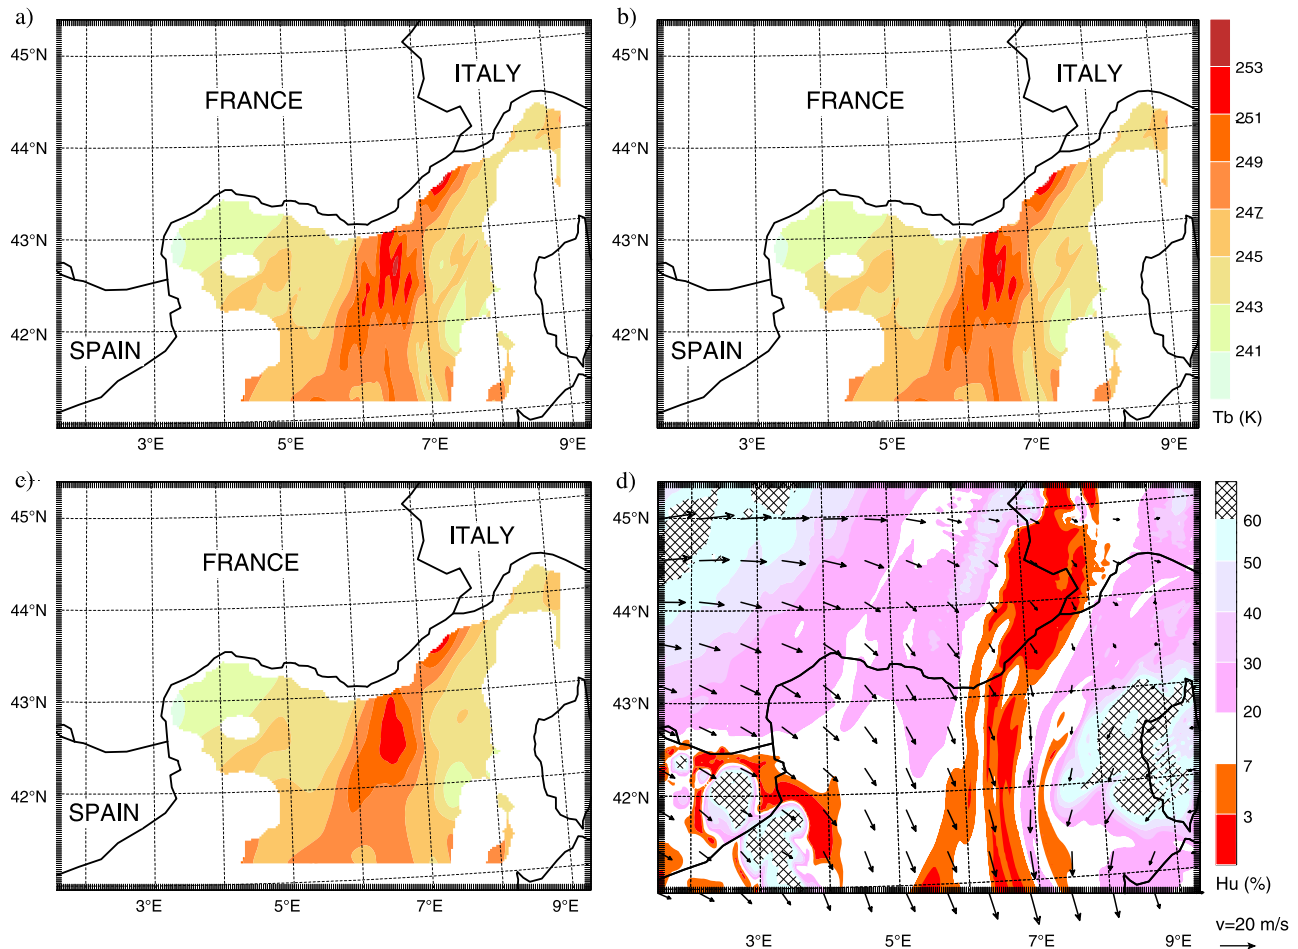 a)
45°N
44°N
43°N
42°N
FRANCE
ITALY
SPAIN
3°E
5°E
7°E
9°E
b)
45°N
44°N
43°N
42°N
FRANCE
ITALY
SPAIN
3°E
5°E
7°E
9°E
253
251
249
247
245
243
241
Tb (K)
c)
45°N
44°N
43°N
42°N
FRANCE
ITALY
SPAIN
3°E
5°E
7°E
9°E
d)
45°N
44°N
43°N
42°N
3°E
5°E
7°E
9°E
60
50
40
30
20
7
3
Hu (%)
v=20 m/s